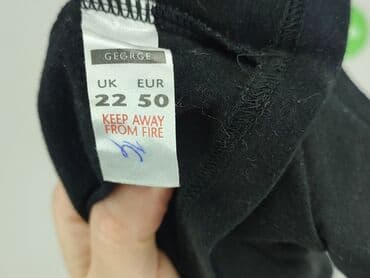 GEORGE
UK EUR
22 50
KEEP AWAY
FROM FIRE